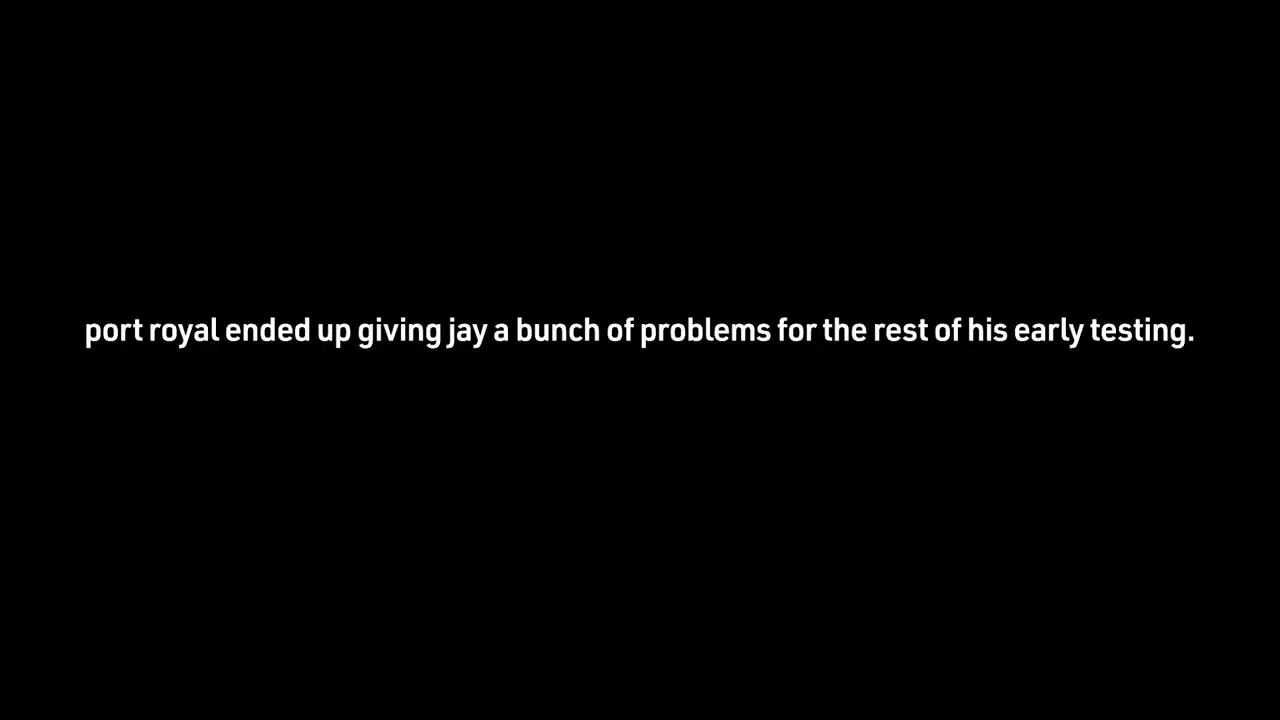 port royal ended up giving jay a bunch of problems for the rest of his early testing.